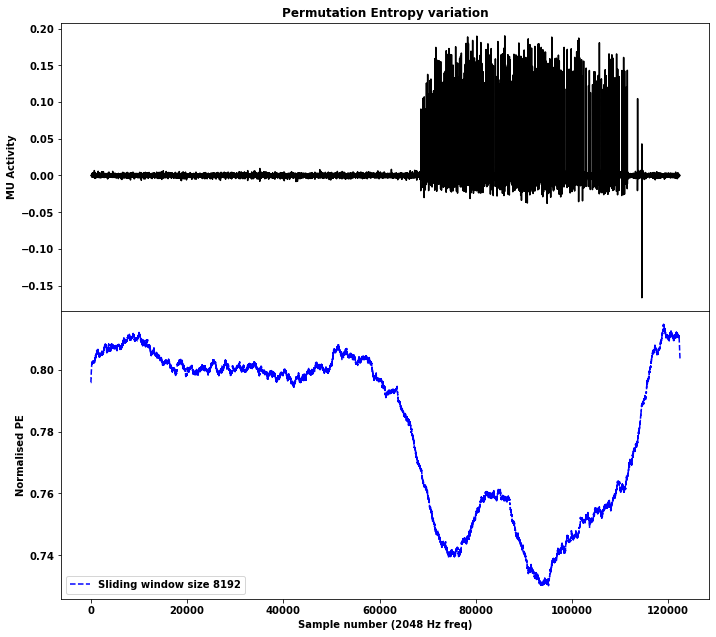 Permutation Entropy variation
0.20
0.15
0.10
0.05
0.00
−0.05
−0.10
−0.15
MU Activity
0.80
0.78
0.76
0.74
Normalised PE
Sliding window size 8192
0 20000 40000 60000 80000 100000 120000
Sample number (2048 Hz freq)